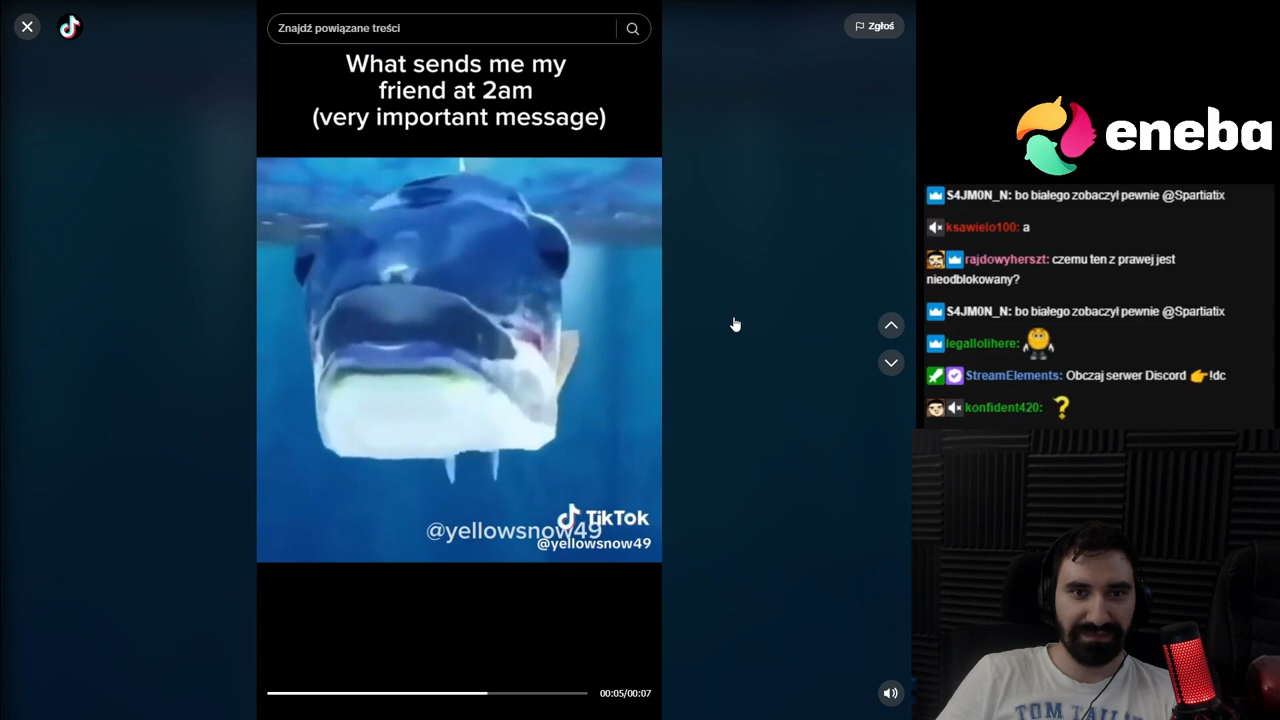 Znajdź powiązane treści
Zgłoś
What sends me my
friend at 2am
(very important message)
TikTok
@yellowsnow49
@yellowsnow49
00:05/00:07
eneba
S4JM0N_N: bo białego zobaczył pewnie @Spartiatix
ksawielo100: a
rajdowyherszt: czemu ten z prawej jest
nieodblokowany?
S4JM0N_N: bo białego zobaczył pewnie @Spartiatix
legallolihere:
StreamElements: Obczaj serwer Discord 👉 !dc
konfident420: ?
TOM TAIL